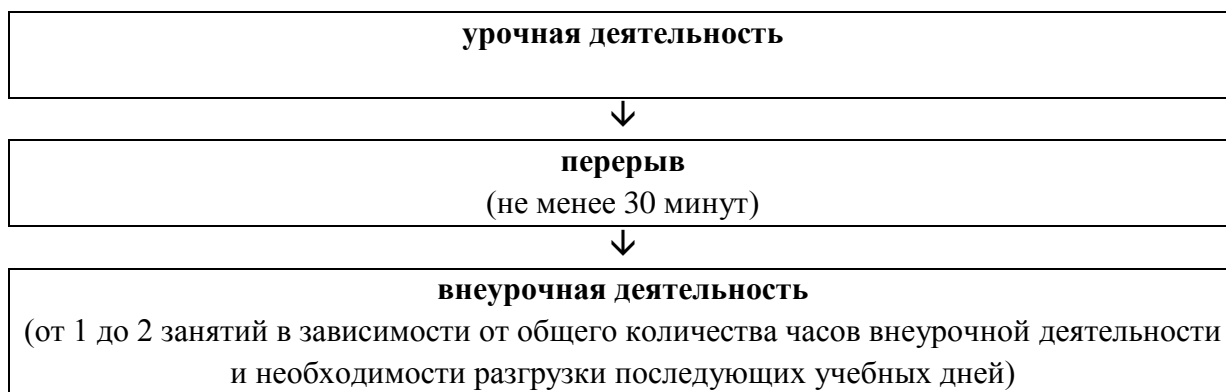 урочная деятельность
перерыв
(не менее 30 минут)
внеурочная деятельность
(от 1 до 2 занятий в зависимости от общего количества часов внеурочной деятельности
и необходимости разгрузки последующих учебных дней)